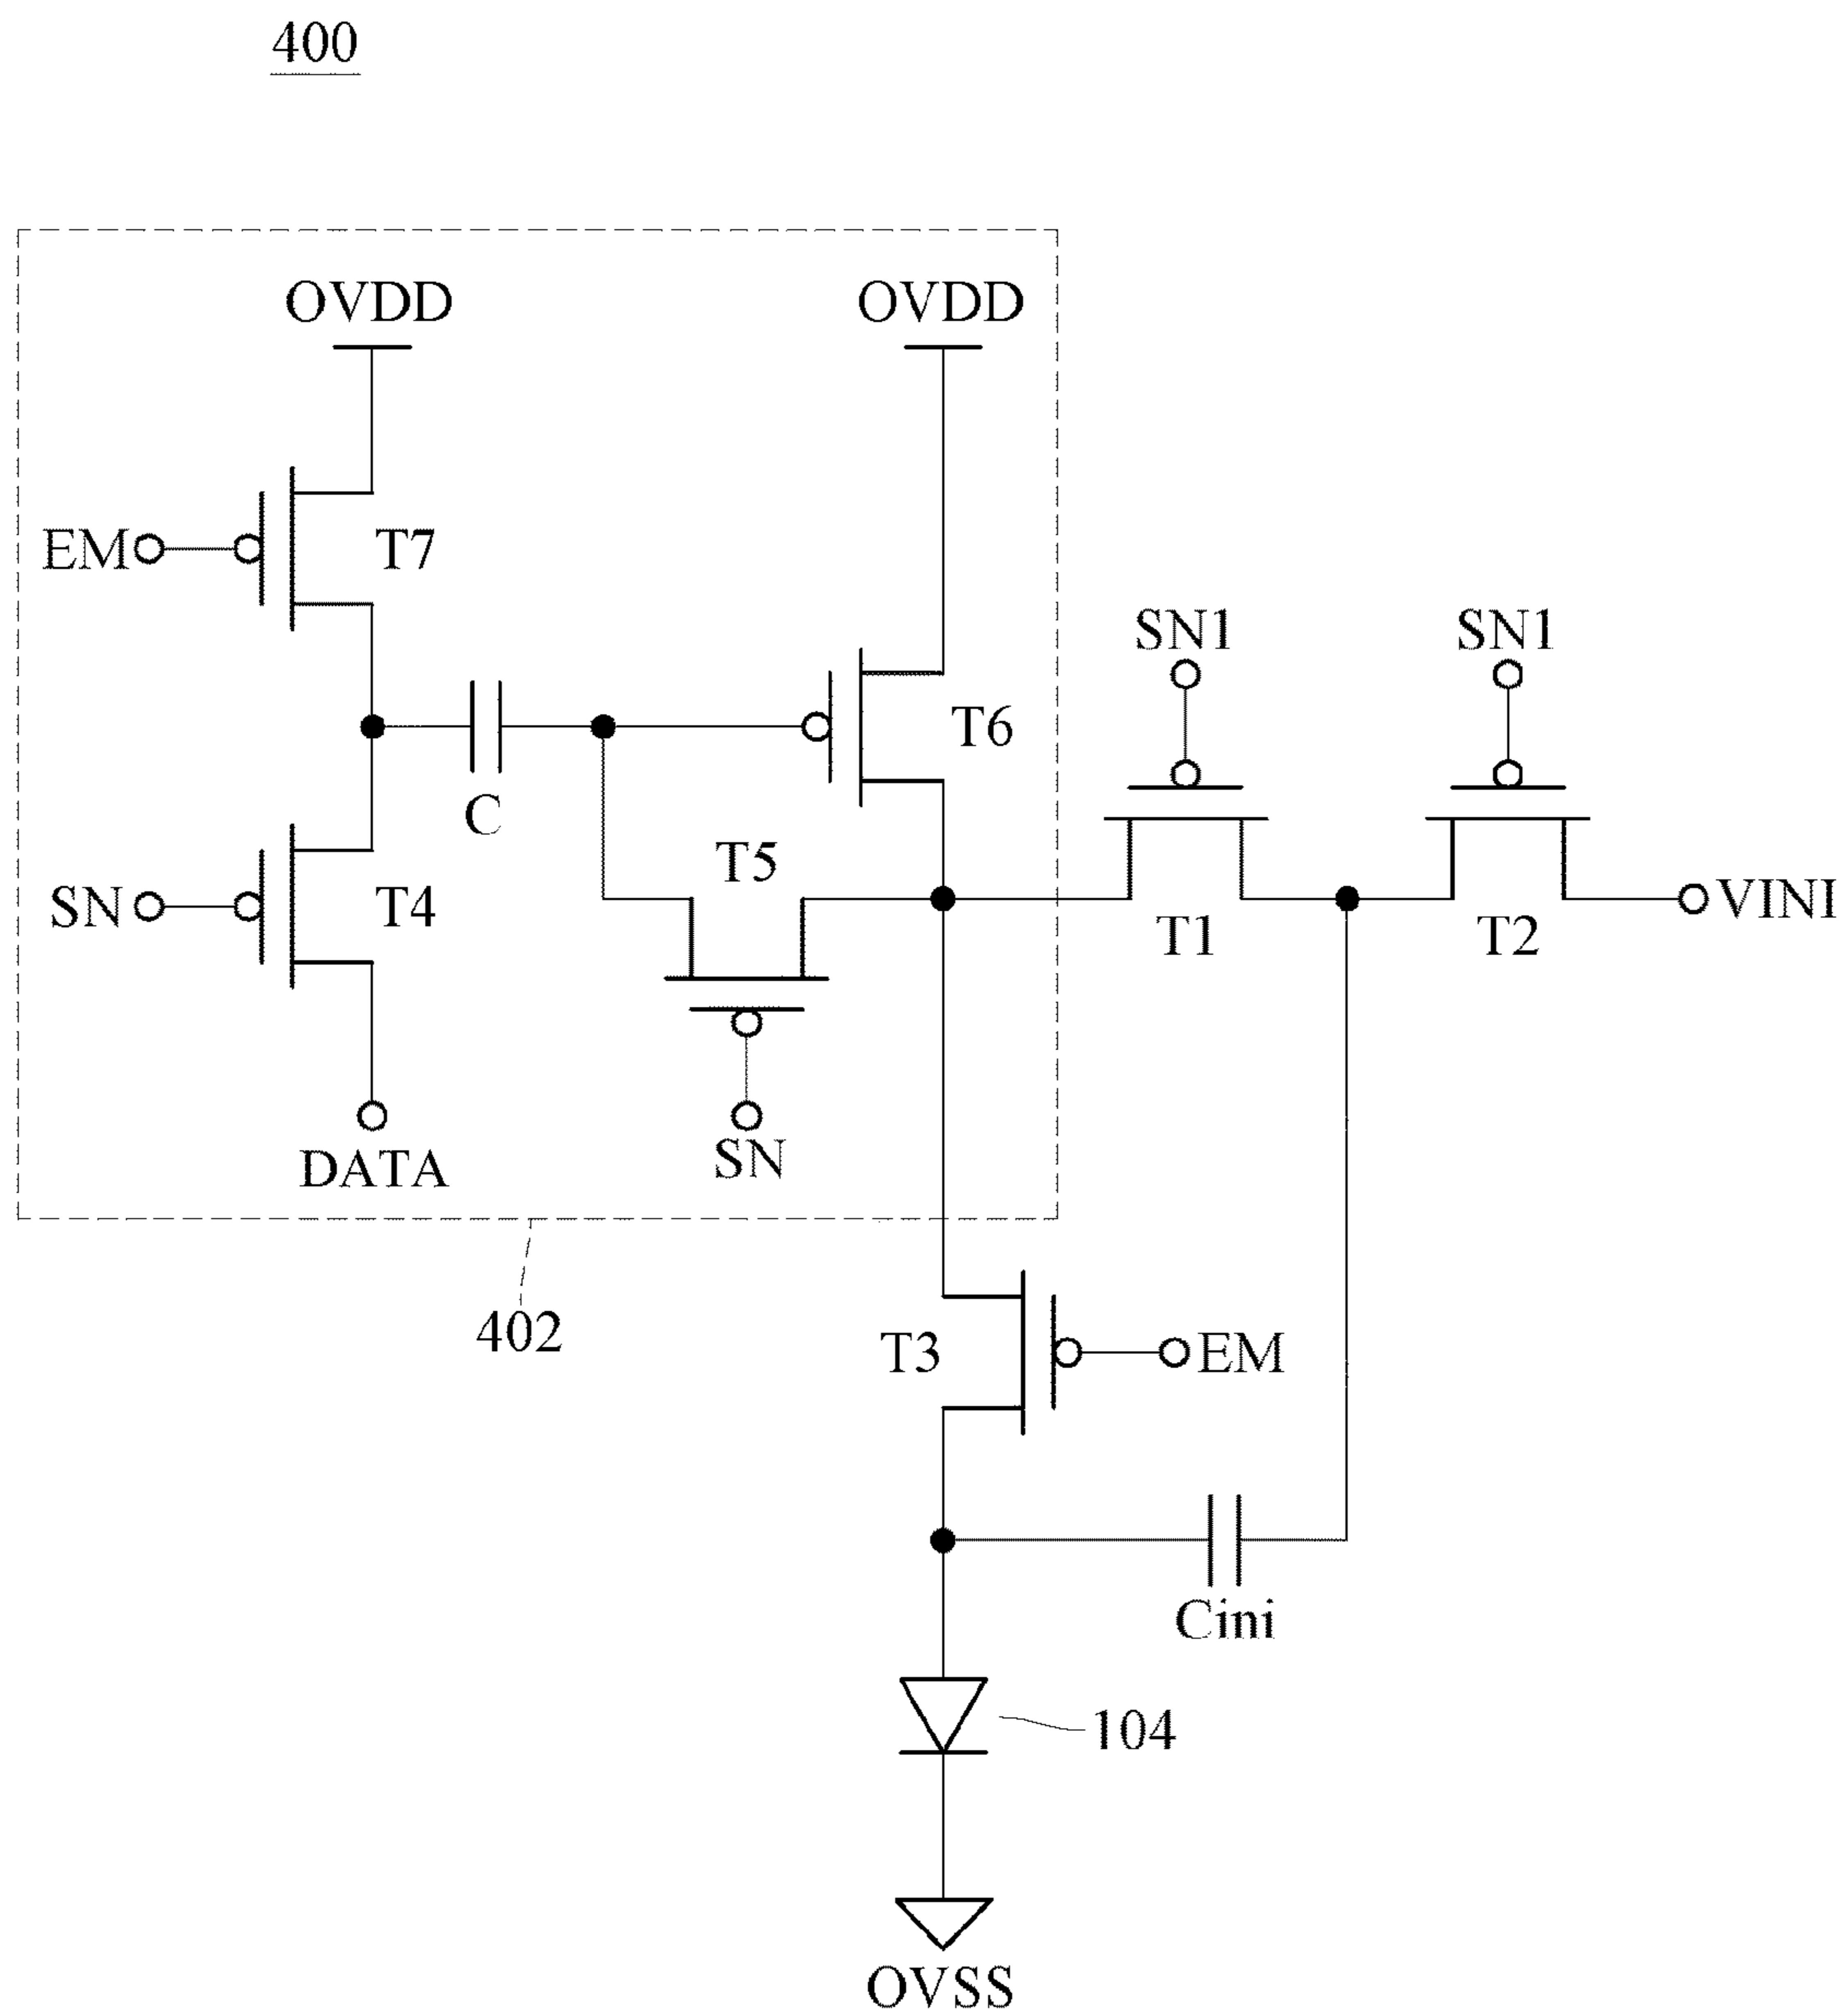 400
OVDD
OVDD
EM
T7
SN1
SN1
T6
C
T5
SN
T4
T1
T2
VINI
DATA
SN
402
T3
EM
Cini
104
OVSS